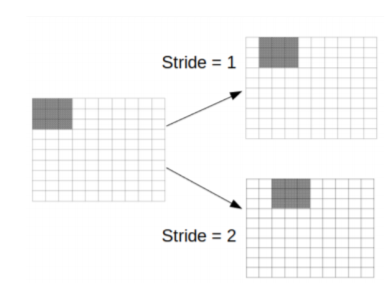 Stride = 1
Stride = 2